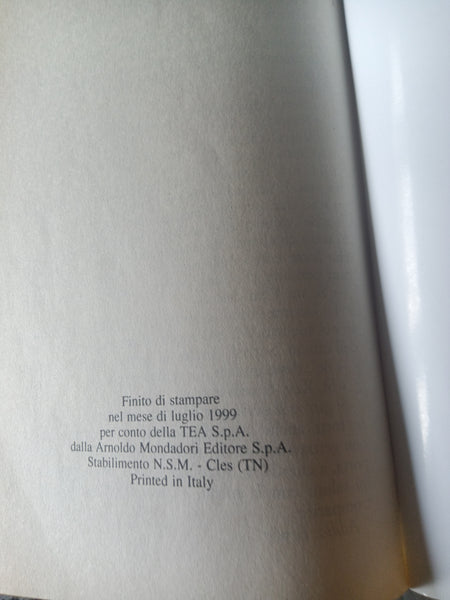 Finito di stampare
nel mese di luglio 1999
per conto della TEA S.p.A.
dalla Arnoldo Mondadori Editore S.p.A.
Stabilimento N.S.M. - Cles (TN)
Printed in Italy